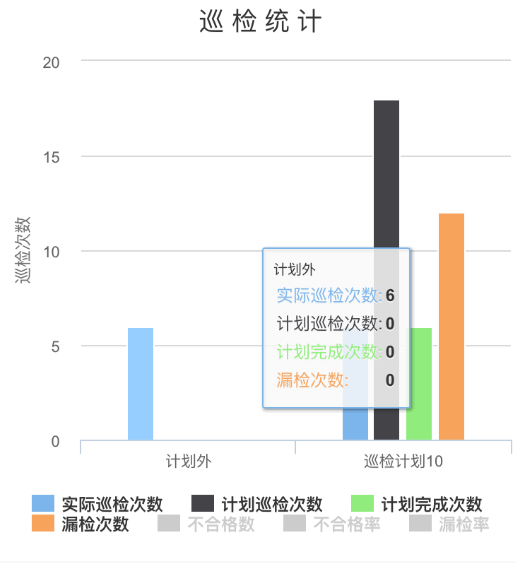 巡检统计
巡检次数
20
15
10
5
0
计划外
实际巡检次数: 6
计划巡检次数: 0
计划完成次数: 0
漏检次数: 0
计划外 巡检计划10
实际巡检次数 计划巡检次数 计划完成次数
漏检次数 不合格数 不合格率 漏检率